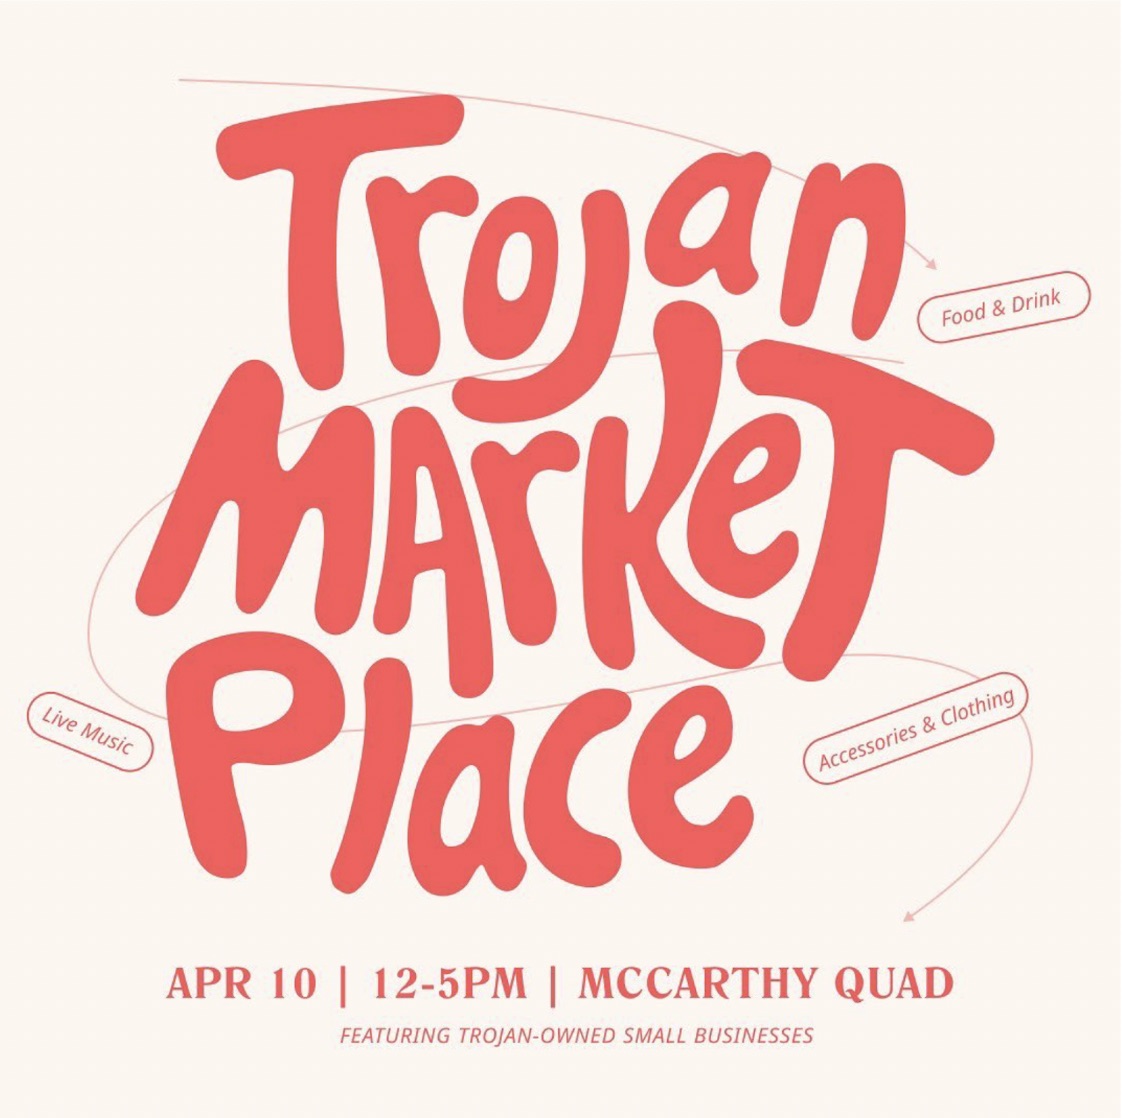 Trojan
MArKeT
Place
Food & Drink
Live Music
Accessories & Clothing
APR 10 | 12-5PM | MCCARTHY QUAD
FEATURING TROJAN-OWNED SMALL BUSINESSES